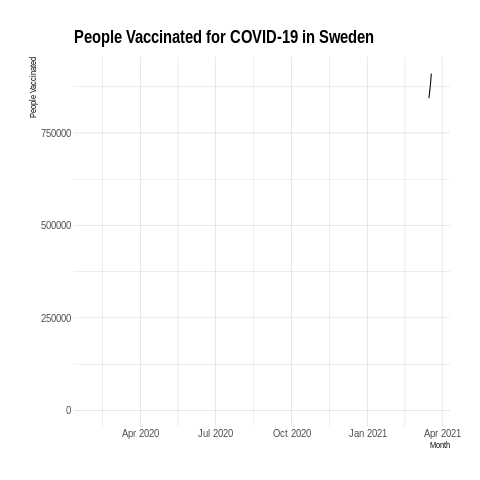 People Vaccinated for COVID-19 in Sweden
People Vaccinated
750000
500000
250000
0
Apr 2020
Jul 2020
Oct 2020
Jan 2021
Apr 2021
Month